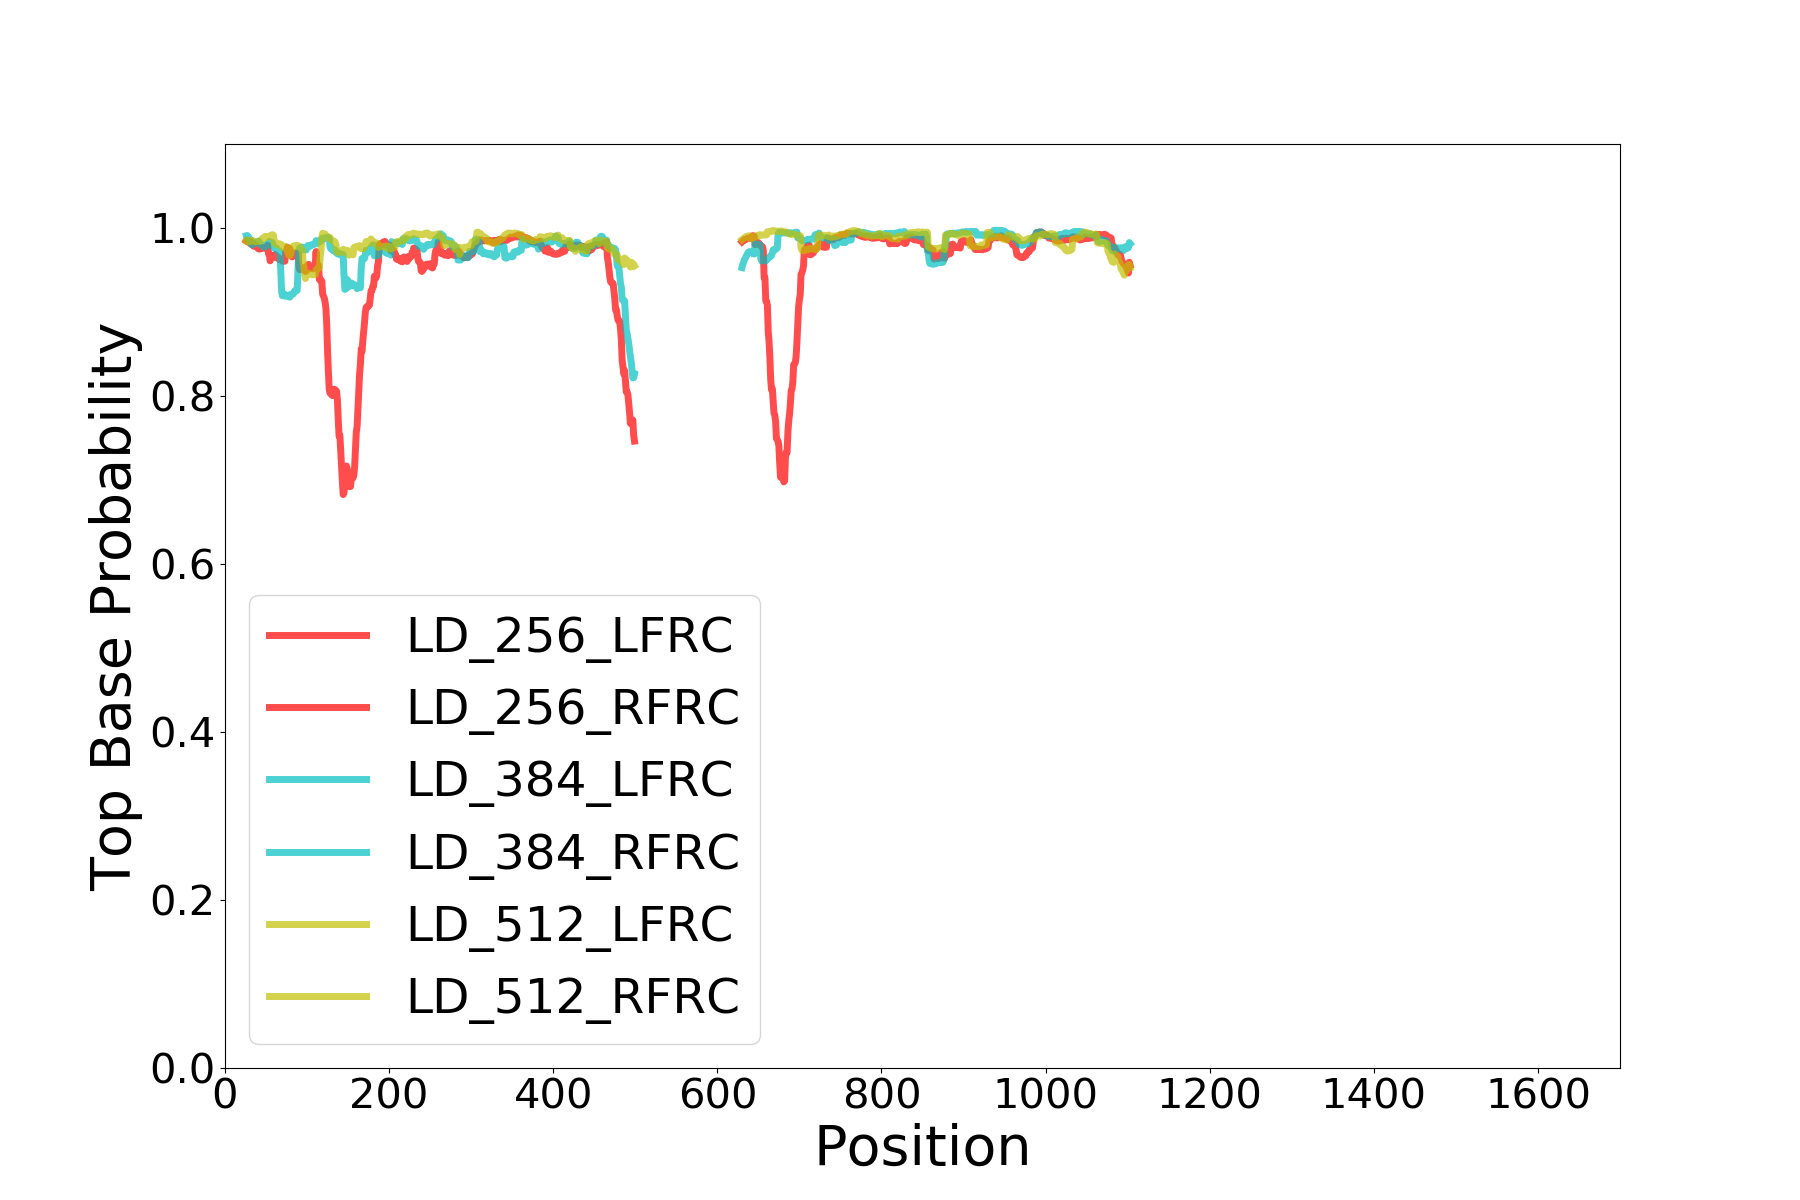 1.0
0.8
0.6
0.4
0.2
0.0
Top Base Probability
LD_256_LFRC
LD_256_RFRC
LD_384_LFRC
LD_384_RFRC
LD_512_LFRC
LD_512_RFRC
0 200 400 600 800 1000 1200 1400 1600
Position